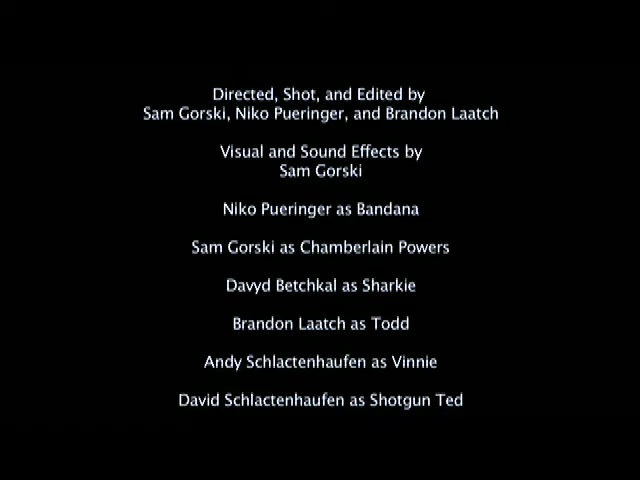 Directed, Shot, and Edited by
Sam Gorski, Niko Pueringer, and Brandon Laatch
Visual and Sound Effects by
Sam Gorski
Niko Pueringer as Bandana
Sam Gorski as Chamberlain Powers
Davyd Betchkal as Sharkie
Brandon Laatch as Todd
Andy Schlactenhaufen as Vinnie
David Schlactenhaufen as Shotgun Ted